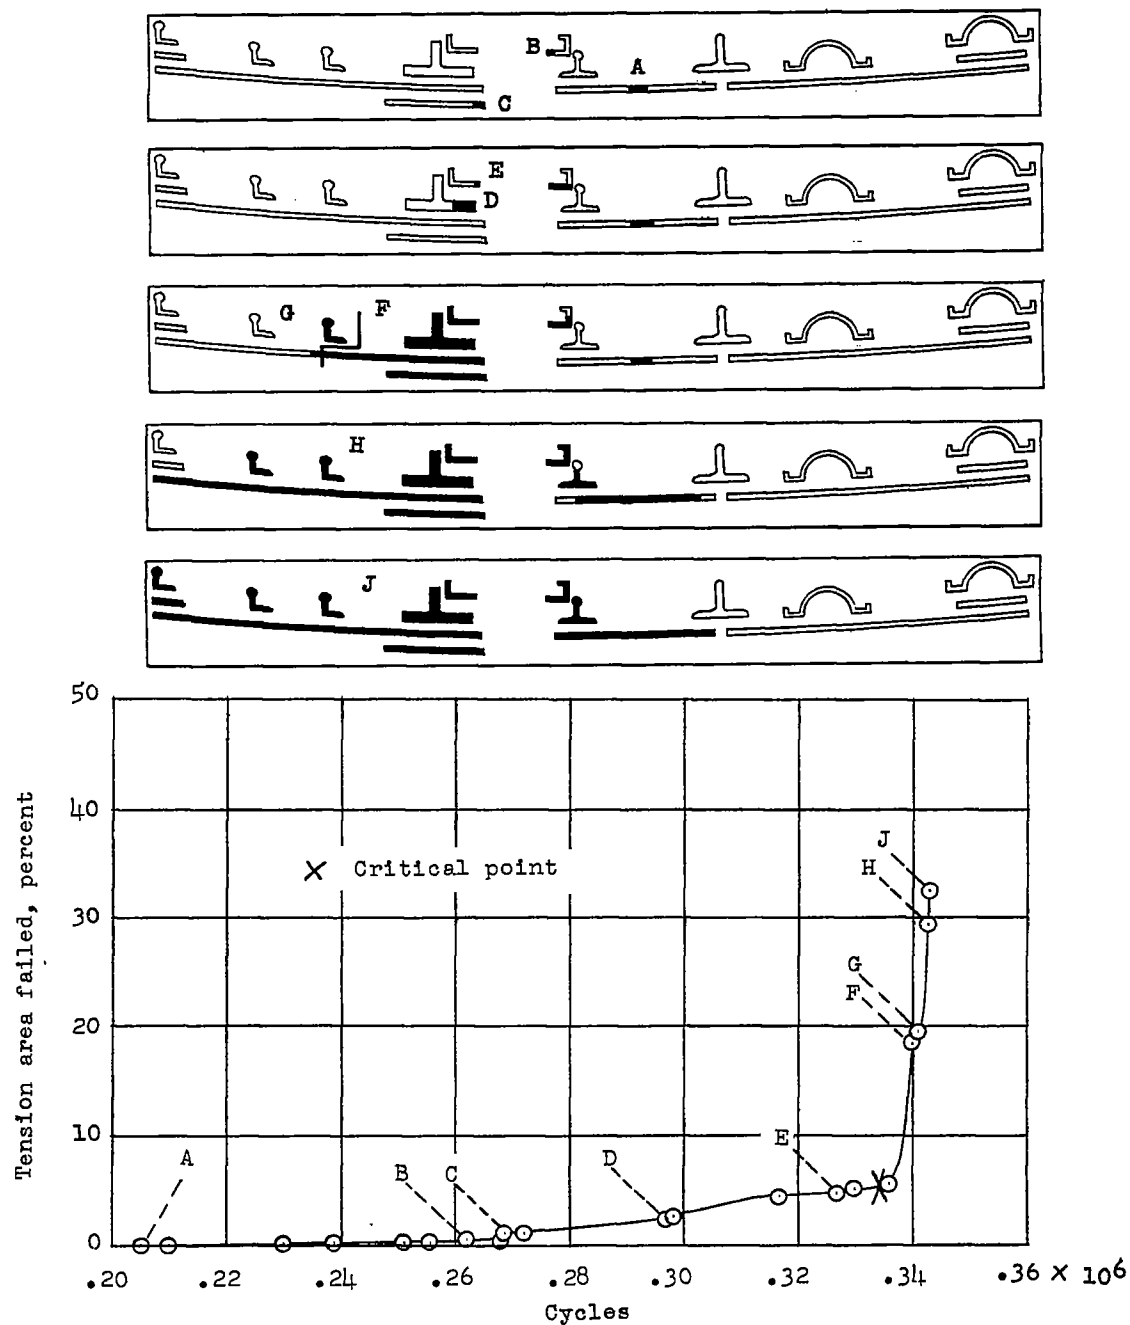 B
A
C
E
D
G
F
H
J
50
40
30
20
10
0
Tension area failed, percent
X Critical point
J
H
G
F
A
B
C
D
E
.20 .22 .24 .26 .28 .30 .32 .34 .36 × 10⁶
Cycles